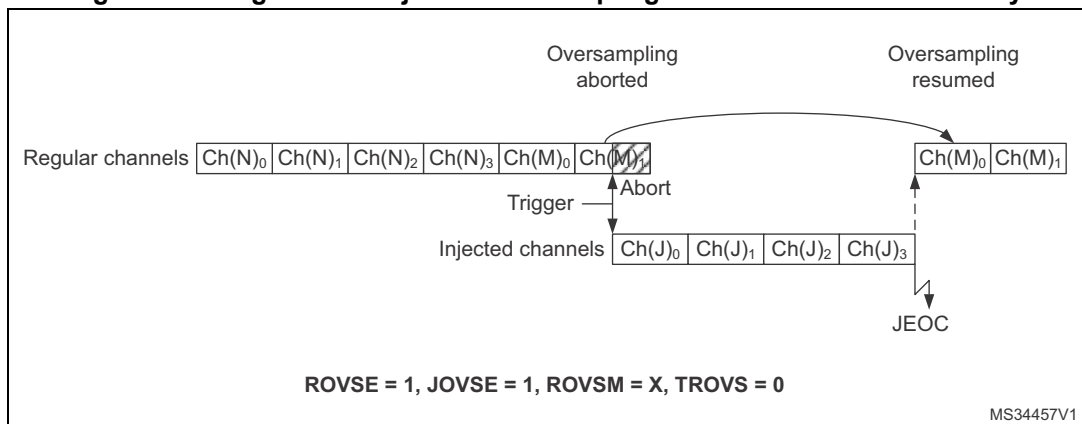 Oversampling aborted
Oversampling resumed
Regular channels Ch(N)₀ Ch(N)₁ Ch(N)₂ Ch(N)₃ Ch(M)₀ Ch(M)₁ Ch(M)₀ Ch(M)₁
Abort
Trigger
Injected channels Ch(J)₀ Ch(J)₁ Ch(J)₂ Ch(J)₃
JEOC
ROVSE = 1, JOVSE = 1, ROVSM = X, TROVS = 0
MS34457V1